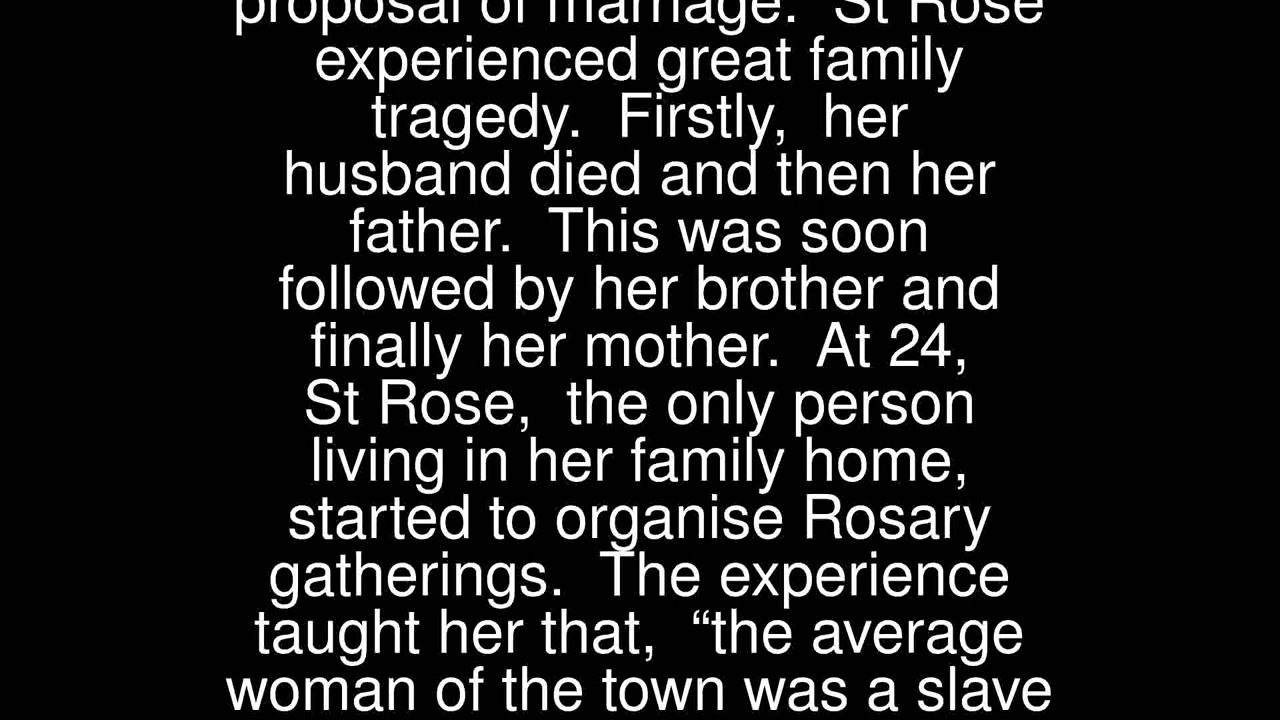 proposal of marriage.  St Rose
experienced great family
tragedy.  Firstly,  her
husband died and then her
father.  This was soon
followed by her brother and
finally her mother.  At 24,
St Rose,  the only person
living in her family home,
started to organise Rosary
gatherings.  The experience
taught her that,  “the average
woman of the town was a slave